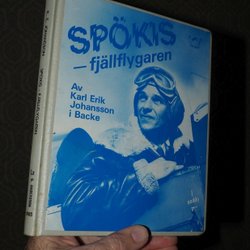 SPÖKIS
—fjällflygaren
Av
Karl Erik
Johansson
i Backe